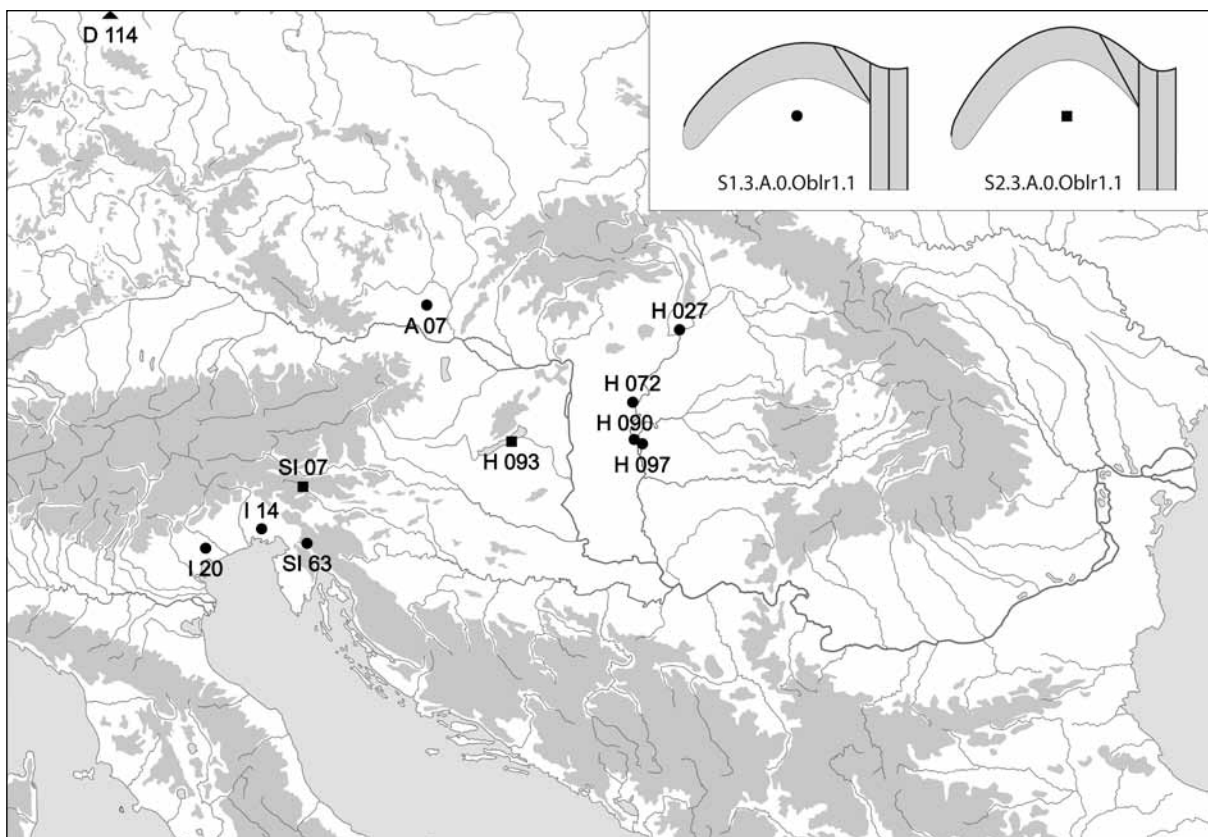 D 114
S1.3.A.0.Oblr1.1
S2.3.A.0.Oblr1.1
A 07
H 027
H 072
H 090
H 097
H 093
SI 07
I 14
I 20
SI 63